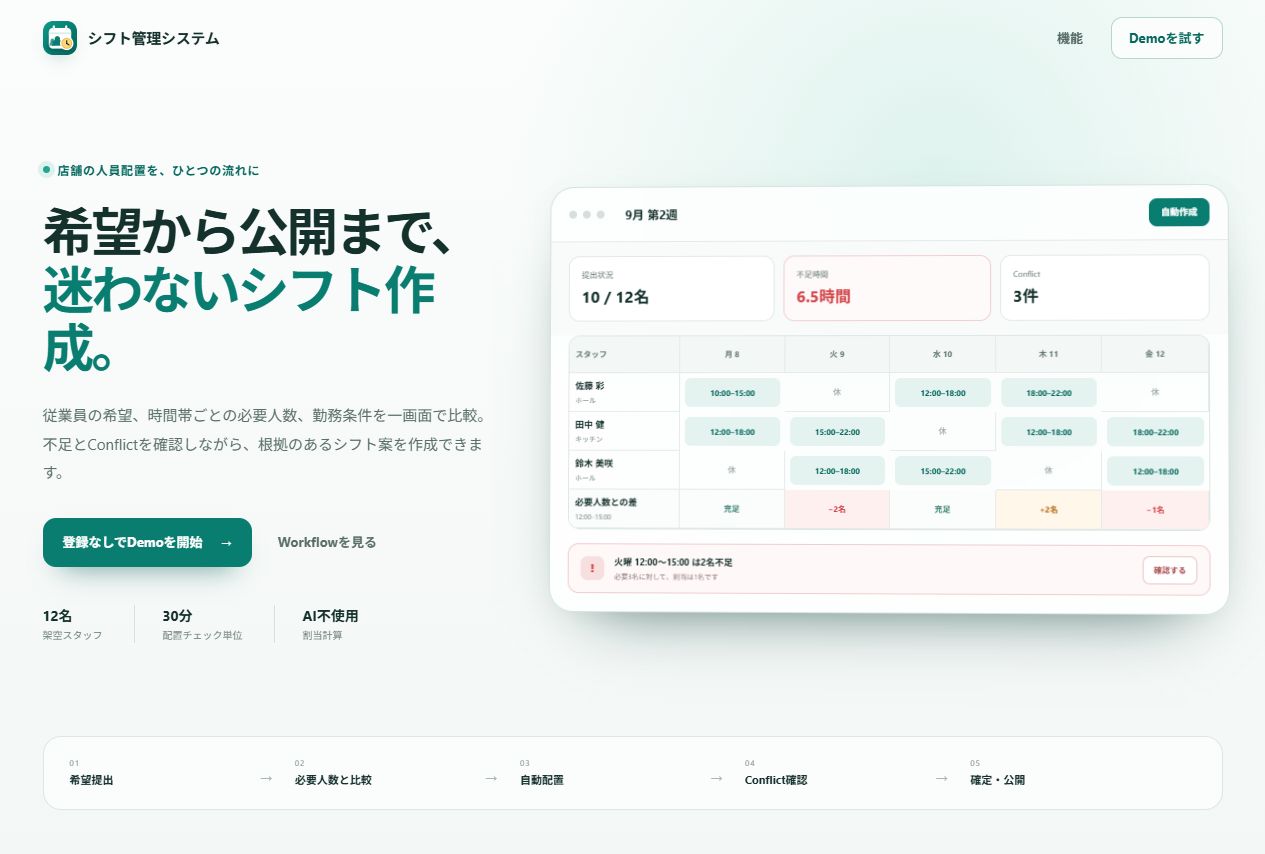 シフト管理システム
機能
Demoを試す
店舗の人員配置を、ひとつの流れに
希望から公開まで、
迷わないシフト作
成。
従業員の希望、時間帯ごとの必要人数、勤務条件を一画面で比較。
不足とConflictを確認しながら、根拠のあるシフト案を作成できま
す。
登録なしでDemoを開始 →
Workflowを見る
12名
架空スタッフ
30分
配置チェック単位
AI不使用
割当計算
9月 第2週
自動作成
提出状況
10 / 12名
不足時間
6.5時間
Conflict
3件
スタッフ 月 8 火 9 水 10 木 11 金 12
佐藤 彩
ホール
10:00–15:00 休 12:00–18:00 18:00–22:00 休
田中 健
キッチン
12:00–18:00 15:00–22:00 休 12:00–18:00 18:00–22:00
鈴木 美咲
ホール
休 12:00–18:00 15:00–22:00 休 12:00–18:00
必要人数との差
12:00–15:00
充足 −2名 充足 +2名 −1名
!
火曜 12:00〜15:00 は2名不足
必要3名に対して、割当は1名です
確認する
01
希望提出
→
02
必要人数と比較
→
03
自動配置
→
04
Conflict確認
→
05
確定・公開